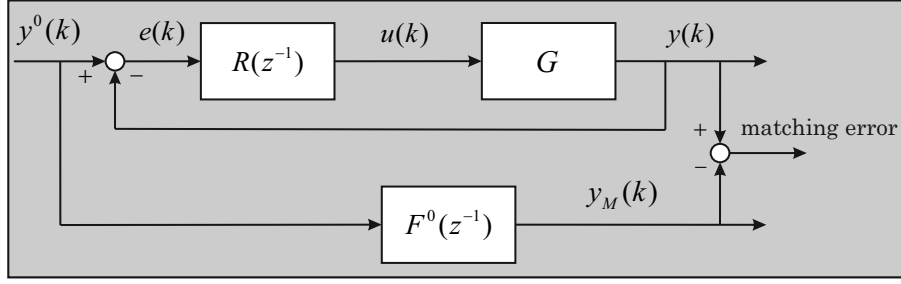 y⁰(k) e(k) u(k) y(k)
+ − R(z⁻¹) G
+ matching error
−
y_M(k)
F⁰(z⁻¹)